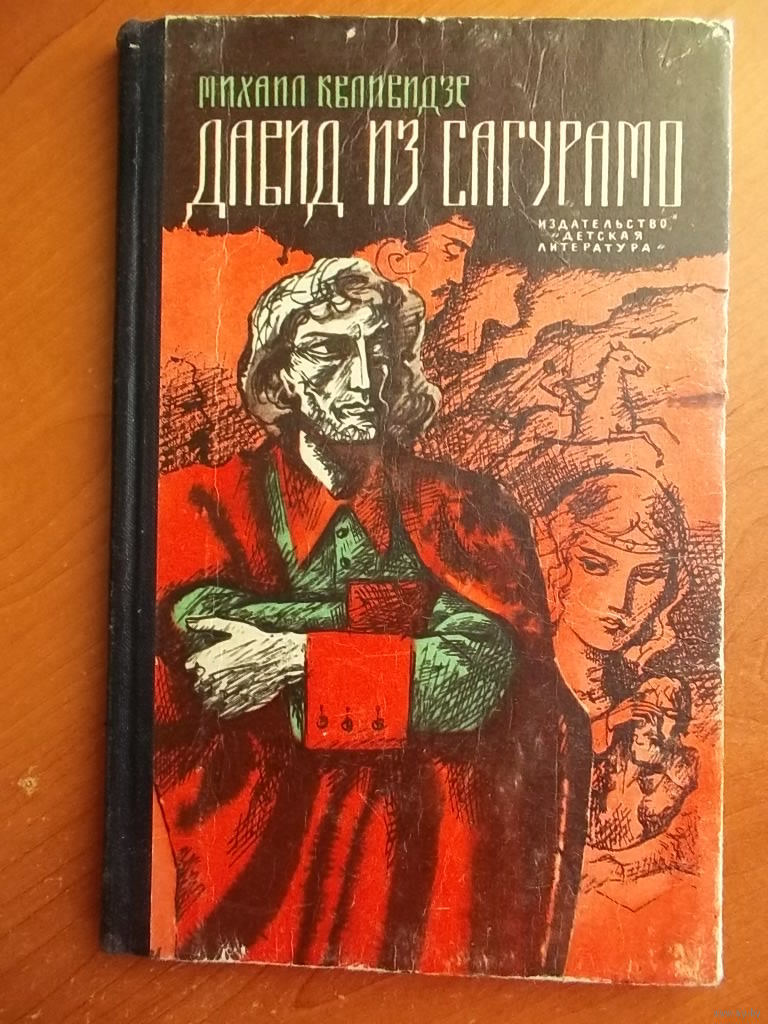 МИХАИЛ КВЛИВИДЗЕ
ДАВИД ИЗ САГУРАМО
ИЗДАТЕЛЬСТВО
"ДЕТСКАЯ
ЛИТЕРАТУРА"